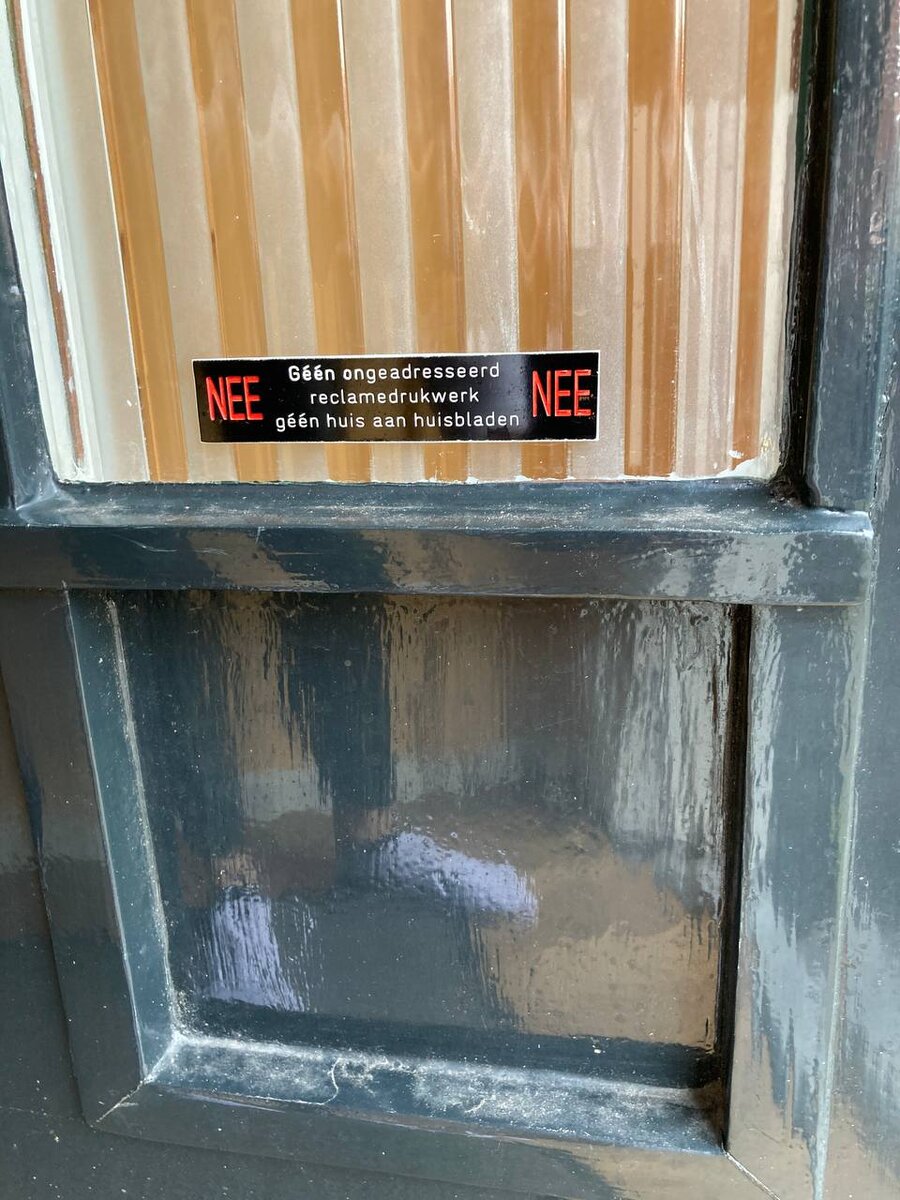 NEE Géén ongeadresseerd NEE
reclamedrukwerk
géén huis aan huisbladen